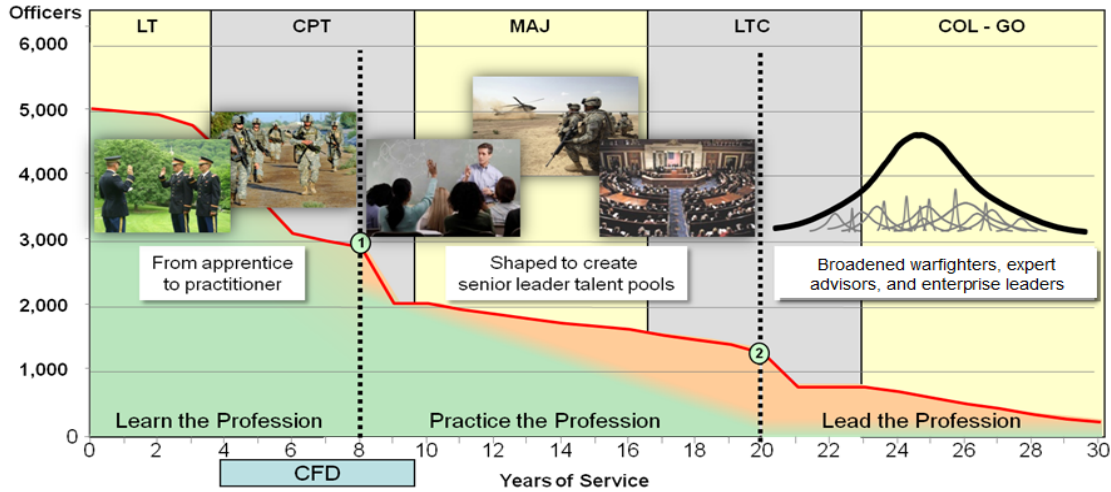 Officers
LT CPT MAJ LTC COL - GO
6,000
5,000
4,000
3,000
2,000
1,000
0
From apprentice
to practitioner
1
Shaped to create
senior leader talent pools
Broadened warfighters, expert
advisors, and enterprise leaders
2
Learn the Profession Practice the Profession Lead the Profession
0 2 4 6 8 10 12 14 16 18 20 22 24 26 28 30
CFD
Years of Service